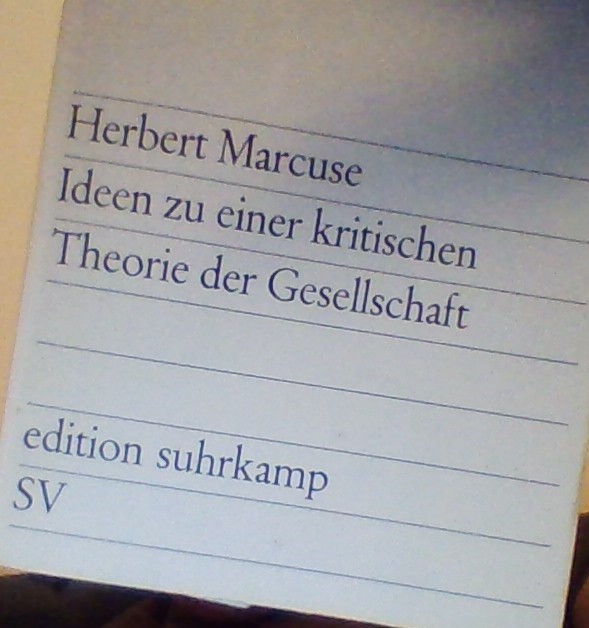 Herbert Marcuse
Ideen zu einer kritischen
Theorie der Gesellschaft
edition suhrkamp
SV